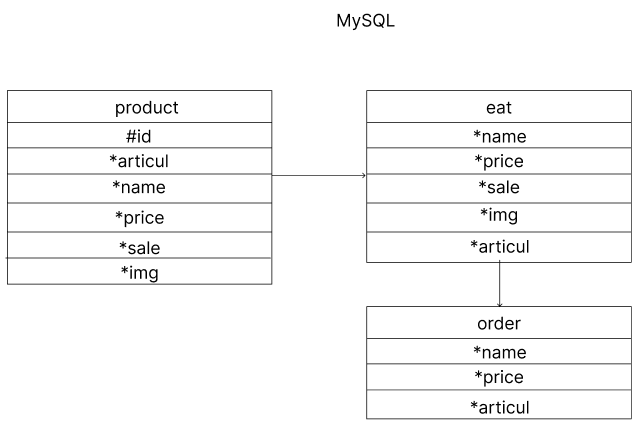 MySQL
product
#id
*articul
*name
*price
*sale
*img
eat
*name
*price
*sale
*img
*articul
order
*name
*price
*articul